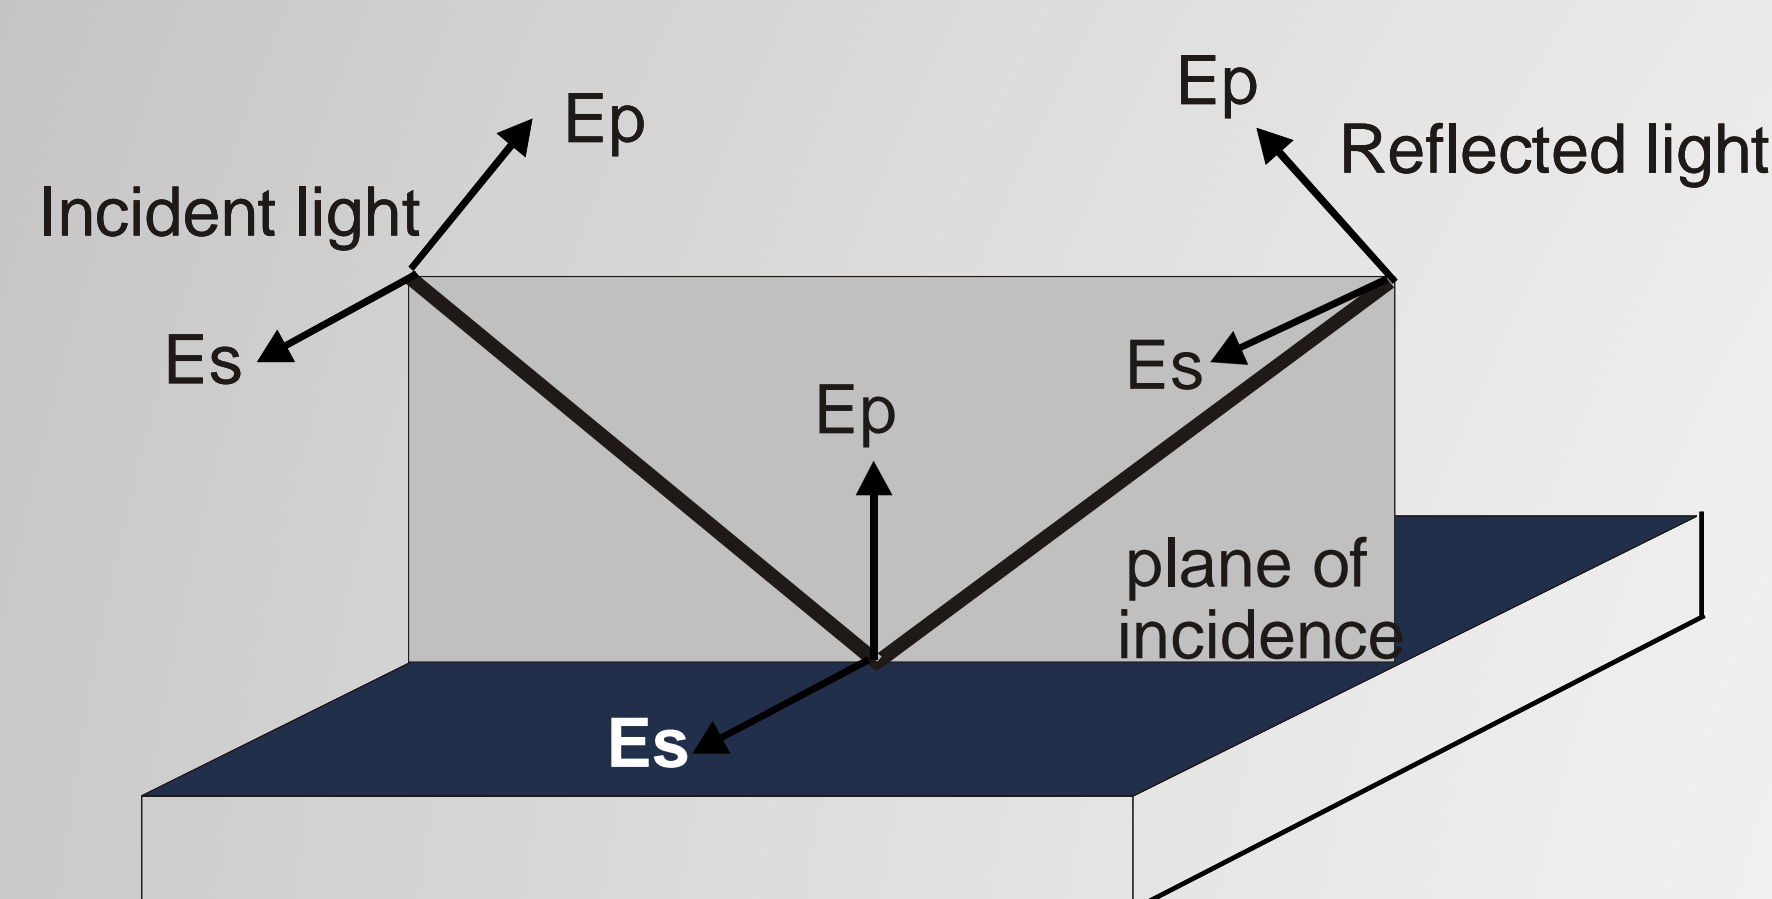 Ep
Ep
Reflected light
Incident light
Es
Es
Ep
plane of
incidence
Es